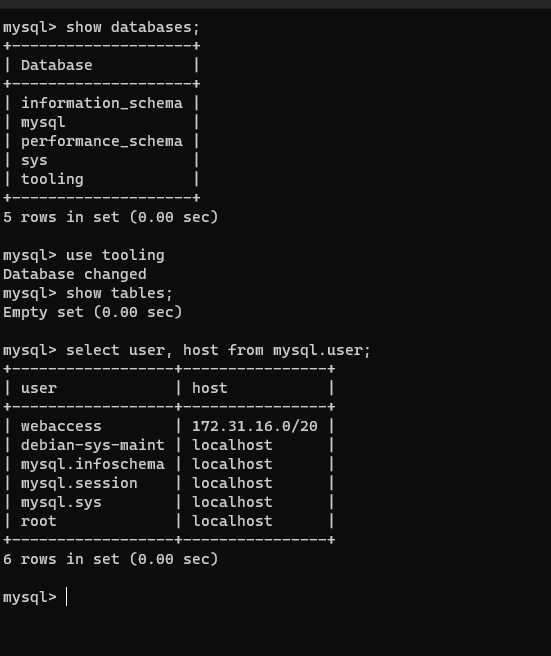 mysql> show databases;
+--------------------+
| Database           |
+--------------------+
| information_schema |
| mysql              |
| performance_schema |
| sys                |
| tooling            |
+--------------------+
5 rows in set (0.00 sec)
mysql> use tooling
Database changed
mysql> show tables;
Empty set (0.00 sec)
mysql> select user, host from mysql.user;
+------------------+----------------+
| user             | host           |
+------------------+----------------+
| webaccess        | 172.31.16.0/20 |
| debian-sys-maint | localhost      |
| mysql.infoschema | localhost      |
| mysql.session    | localhost      |
| mysql.sys        | localhost      |
| root             | localhost      |
+------------------+----------------+
6 rows in set (0.00 sec)
mysql>